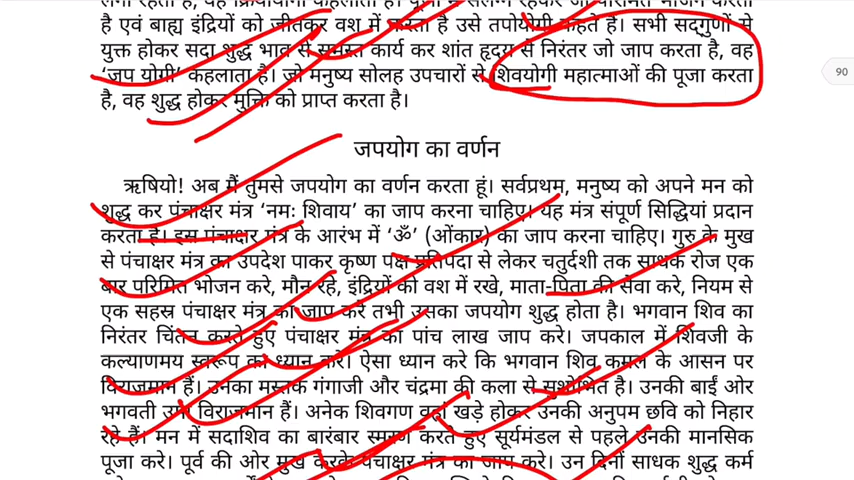 है एवं बाह्य इंद्रियों को जीतकर वश में करता है उसे तपोयोगी कहते हैं। सभी सद्गुणों से
युक्त होकर सदा शुद्ध भाव से समस्त कार्य कर शांत हृदय से निरंतर जो जाप करता है, वह
‘जप योगी’ कहलाता है। जो मनुष्य सोलह उपचारों से शिवयोगी महात्माओं की पूजा करता
है, वह शुद्ध होकर मुक्ति को प्राप्त करता है।
90
जपयोग का वर्णन
ऋषियो! अब मैं तुमसे जपयोग का वर्णन करता हूं। सर्वप्रथम, मनुष्य को अपने मन को
शुद्ध कर पंचाक्षर मंत्र ‘नमः शिवाय’ का जाप करना चाहिए। यह मंत्र संपूर्ण सिद्धियां प्रदान
करता है। इस पंचाक्षर मंत्र के आरंभ में ‘ॐ’ (ओंकार) का जाप करना चाहिए। गुरु के मुख
से पंचाक्षर मंत्र का उपदेश पाकर कृष्ण पक्ष प्रतिपदा से लेकर चतुर्दशी तक साधक रोज एक
बार परिमित भोजन करे, मौन रहे, इंद्रियों को वश में रखे, माता-पिता की सेवा करे, नियम से
एक सहस्र पंचाक्षर मंत्र का जाप करे तभी उसका जपयोग शुद्ध होता है। भगवान शिव का
निरंतर चिंतन करते हुए पंचाक्षर मंत्र का पांच लाख जाप करे। जपकाल में शिवजी के
कल्याणमय स्वरूप का ध्यान करे। ऐसा ध्यान करे कि भगवान शिव कमल के आसन पर
विराजमान हैं। उनका मस्तक गंगाजी और चंद्रमा की कला से सुशोभित है। उनकी बाईं ओर
भगवती उमा विराजमान हैं। अनेक शिवगण वहां खड़े होकर उनकी अनुपम छवि को निहार
रहे हैं। मन में सदाशिव का बारंबार स्मरण करते हुए सूर्यमंडल से पहले उनकी मानसिक
पूजा करे। पूर्व की ओर मुख करके पंचाक्षर मंत्र का जाप करे। उन दिनों साधक शुद्ध कर्म